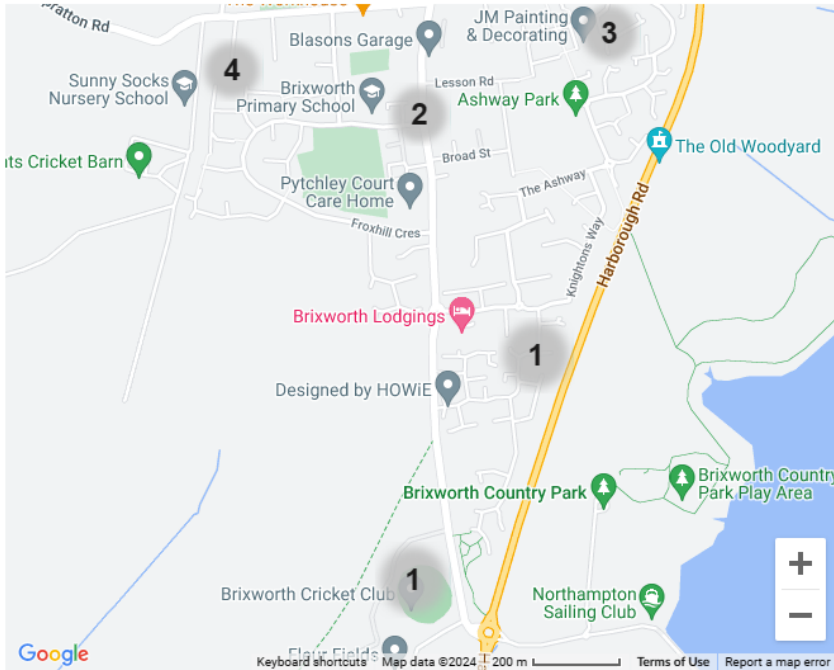 pratton Rd
JM Painting
& Decorating
3
Blasons Garage
4
Sunny Socks
Nursery School
Brixworth
Primary School
Lesson Rd
2
Ashway Park
The Old Woodyard
ts Cricket Barn
Broad St
Pytchley Court
Care Home
The Ashway
Froxhill Cres
Knightons Way
Harborough Rd
Brixworth Lodgings
1
Designed by HOWiE
Brixworth Country Park
Brixworth Country
Park Play Area
1
Brixworth Cricket Club
Northampton
Sailing Club
+
−
Fleur Fields
Google
Keyboard shortcuts
Map data ©2024
200 m
Terms of Use
Report a map error